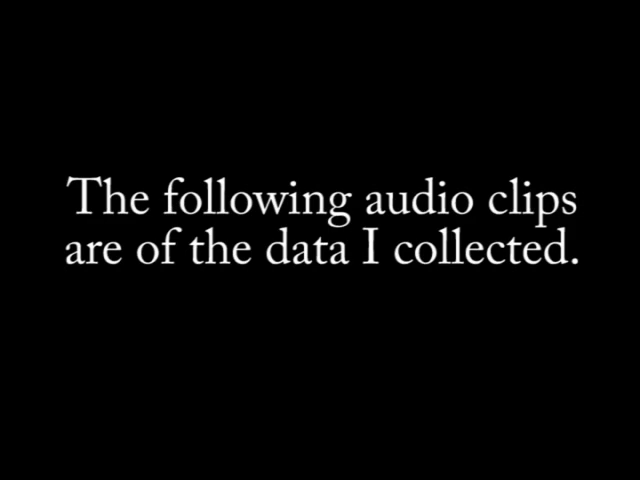 The following audio clips
are of the data I collected.